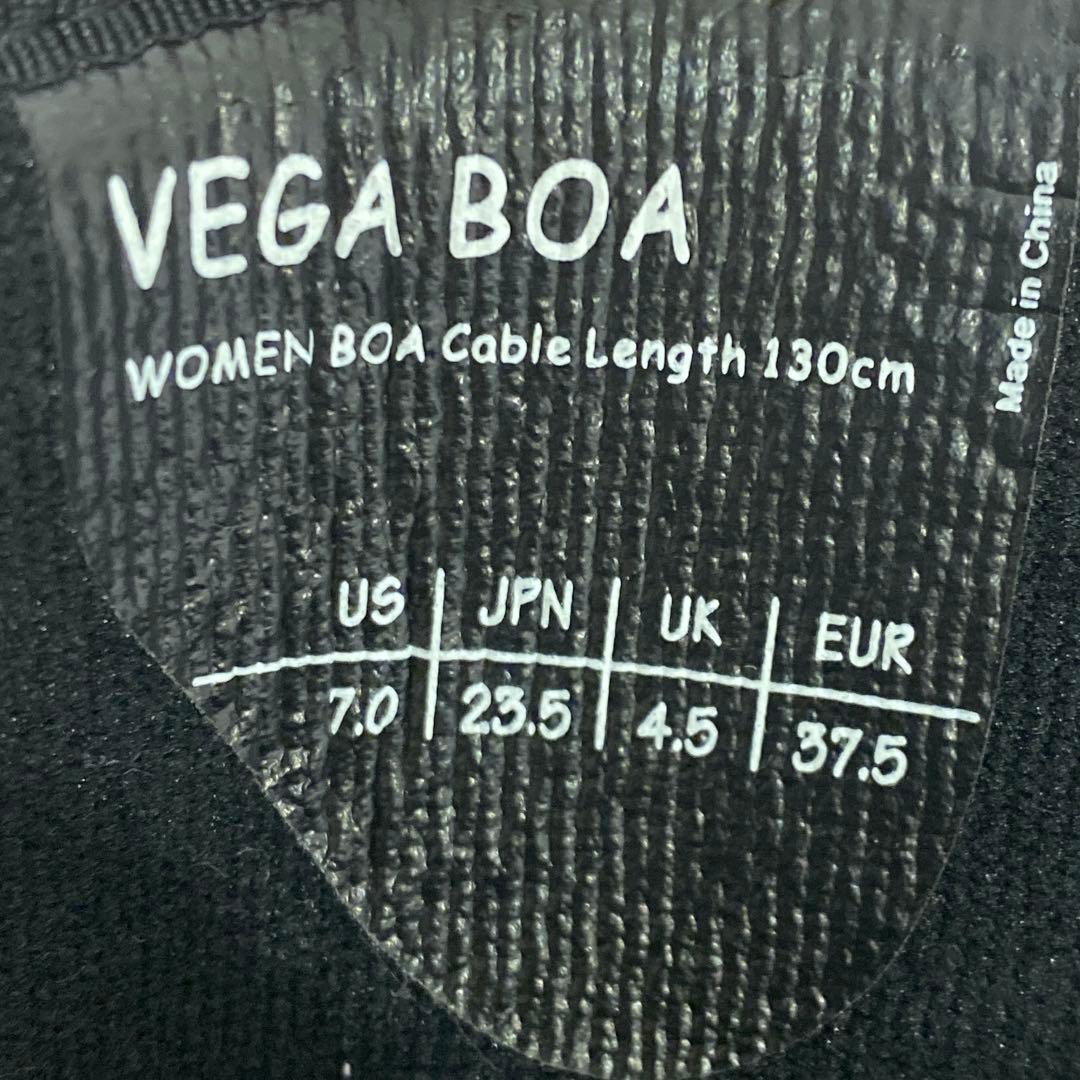 VEGA BOA
WOMEN BOA Cable Length 130cm
Made in China
US JPN UK EUR
7.0 23.5 4.5 37.5